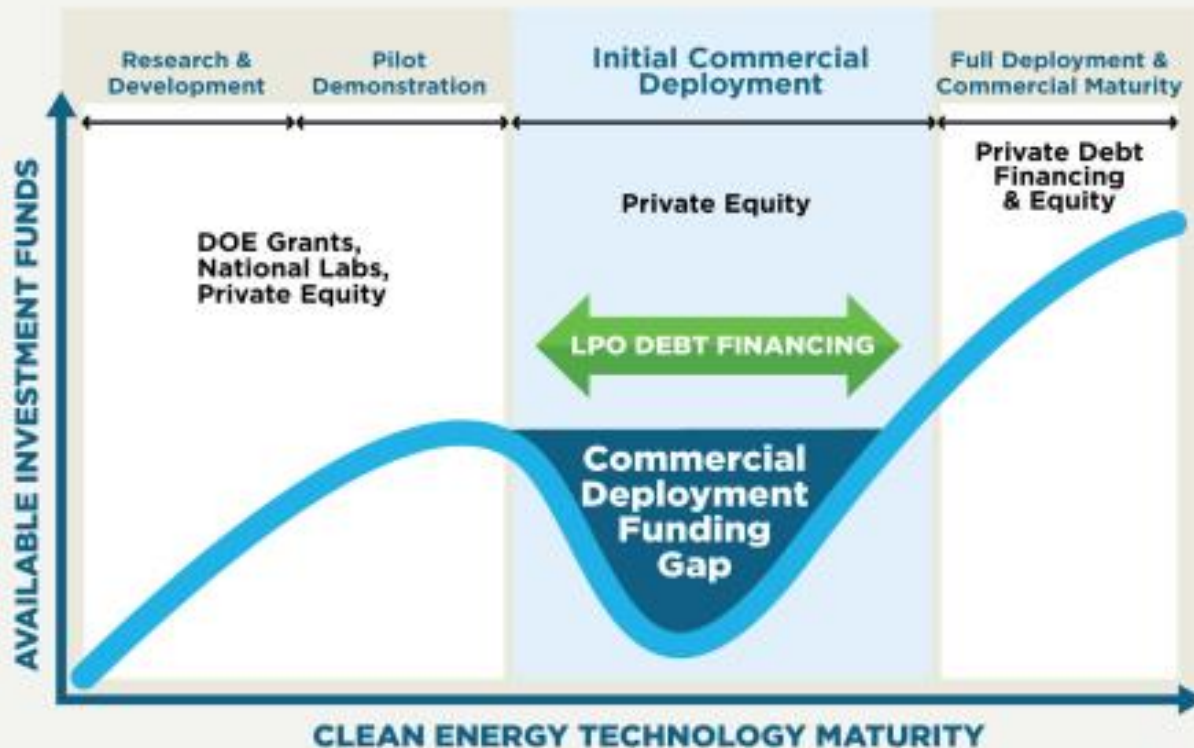 Research &
Development
Pilot
Demonstration
Initial Commercial
Deployment
Full Deployment &
Commercial Maturity
AVAILABLE INVESTMENT FUNDS
DOE Grants,
National Labs,
Private Equity
Private Equity
Private Debt
Financing
& Equity
LPO DEBT FINANCING
Commercial
Deployment
Funding
Gap
CLEAN ENERGY TECHNOLOGY MATURITY